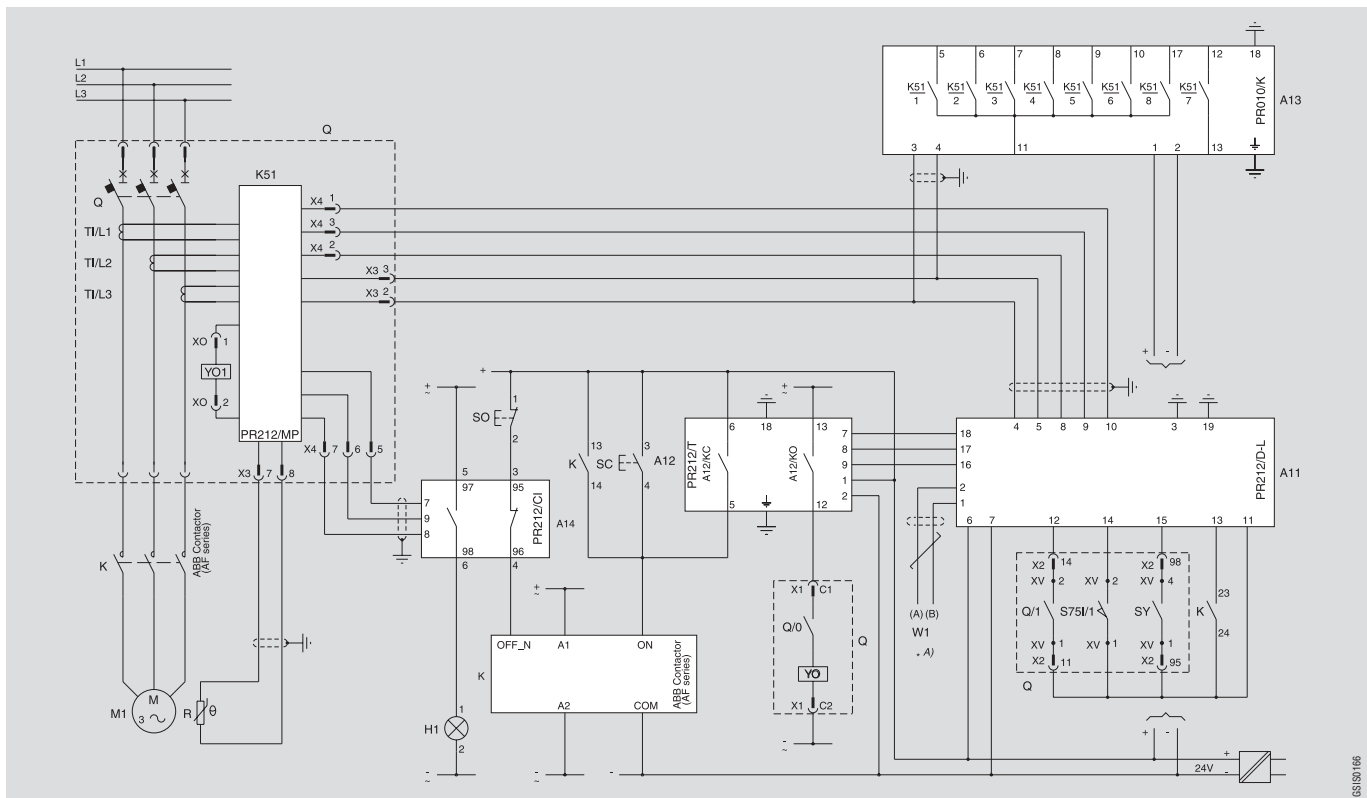 L1
L2
L3
Q
5 6 7 8 9 10 17 12 18
K51 K51 K51 K51 K51 K51 K51 K51
1 2 3 4 5 6 8 7
PR010/K
A13
3 4 11 1 2 13
K51
Q
X4 1
X4 3
X4 2
X3 3
X3 2
TI/L1
TI/L2
TI/L3
XO 1
YO1
XO 2
PR212/MP
X3 7 8
X4 7 6 5
+ -
+
~
+
1
SO
2
13
K
14
3
SC
4
A12
+
~
6 18 13
PR212/T
A12/KC
A12/KO
5 12
7
8
9
1
2
4 5 8 9 10 3 19
18
17
16
2
1
PR212/D-L
A11
6 7 12 14 15 13 11
5 3
97 95
7
9
8
PR212/CI
A14
98 96
6 4
K
ABB Contactor
(AF series)
M
3 ~
M1
R θ
+
~
OFF_N A1 ON
K
ABB Contactor
(AF series)
A2 COM
1
H1
2
-
~
-
~
-
X1 C1
Q/0
YO
X1 C2
Q
-
~
(A) (B)
W1
* A)
X2 14
XV 2
Q/1
XV 1
X2 11
XV 2
S75I/1
XV 1
X2 98
XV 4
SY
XV 1
X2 95
23
K
24
Q
+ -
+
24V -
GSIS0166